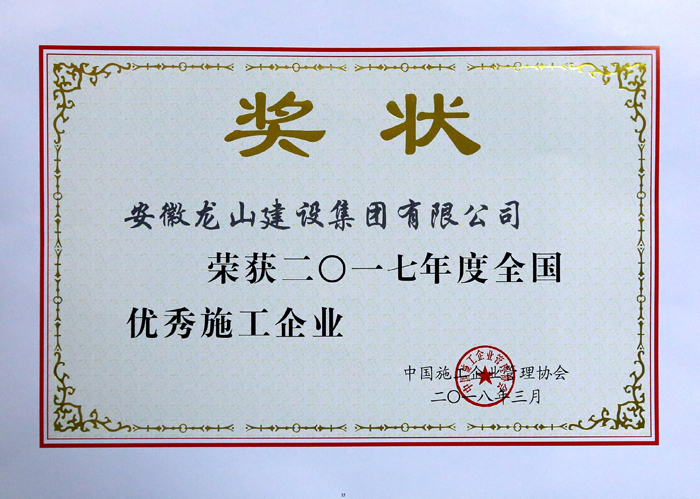 奖状
安徽龙山建设集团有限公司
荣获二〇一七年度全国
优秀施工企业
中国施工企业管理协会
二〇一八年三月